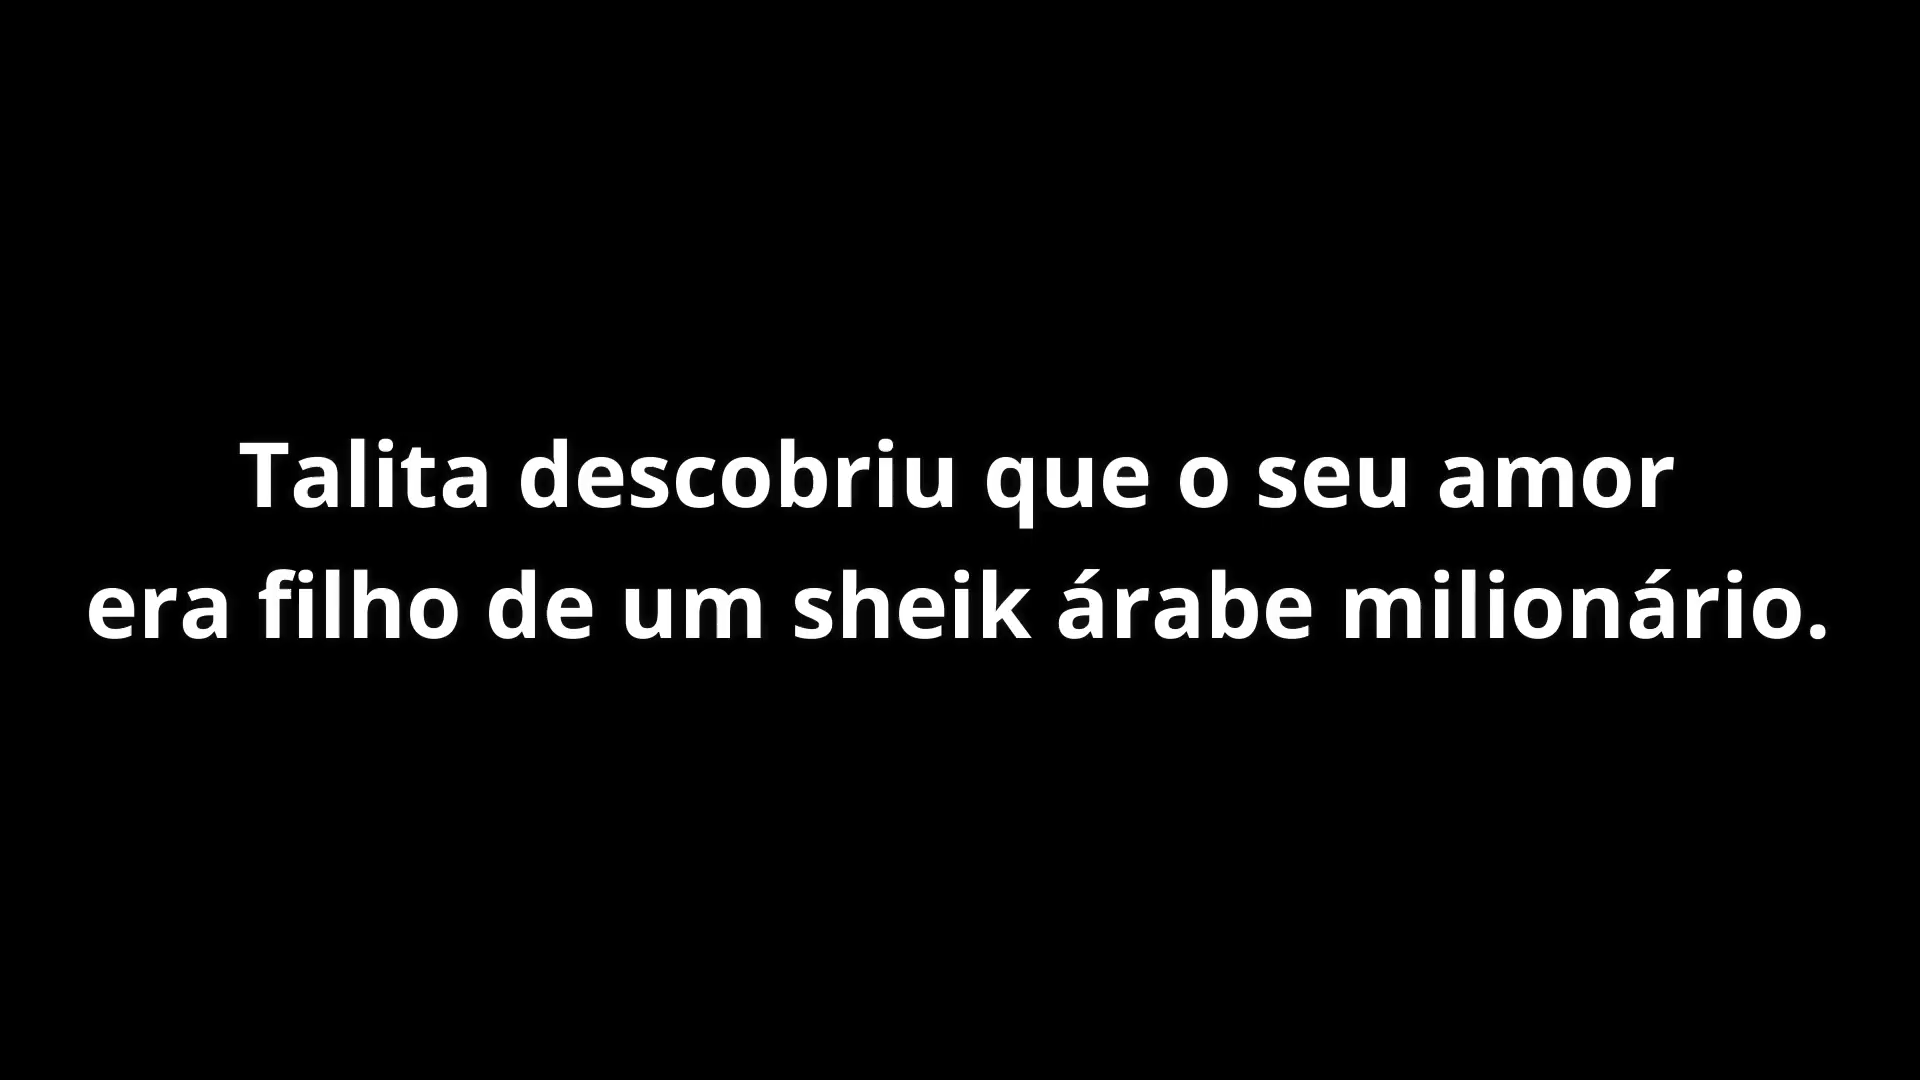 Talita descobriu que o seu amor
era filho de um sheik árabe milionário.